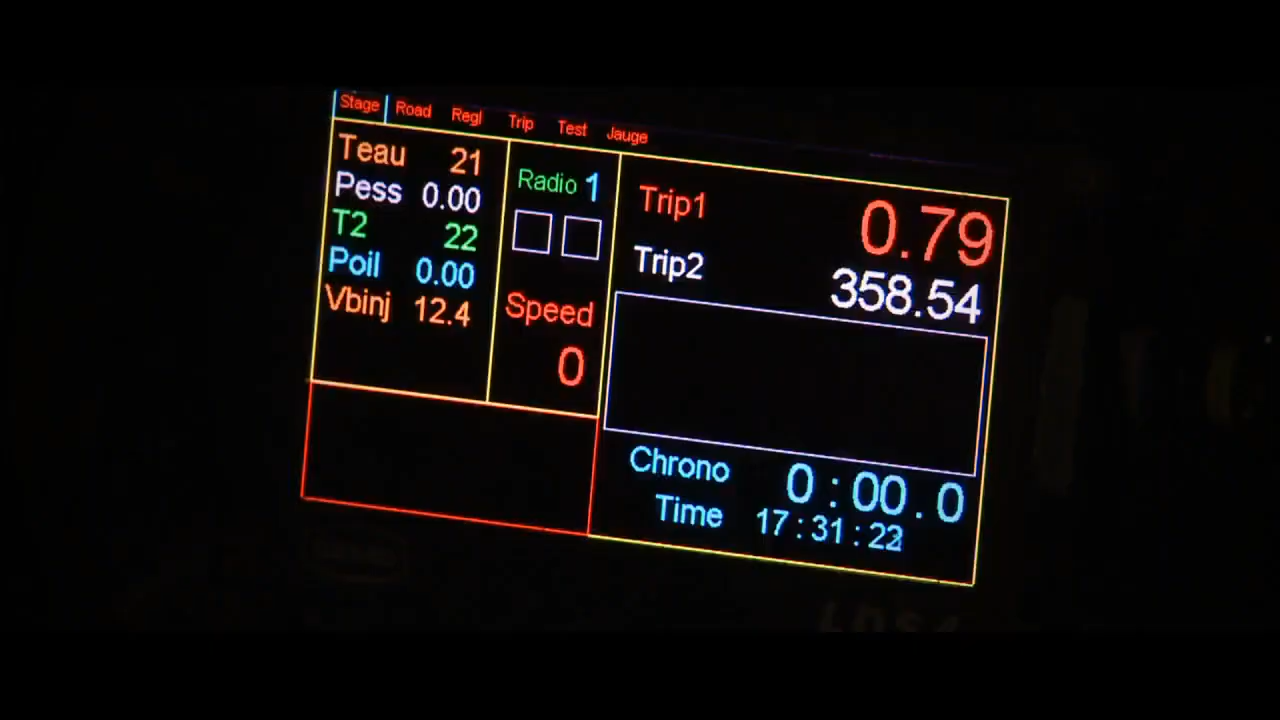 Stage Road Regl Trip Test Jauge
Teau 21
Pess 0.00
T2 22
Poil 0.00
Vbinj 12.4
Radio 1
Speed
0
Trip1 0.79
Trip2 358.54
Chrono 0:00.0
Time 17:31:22